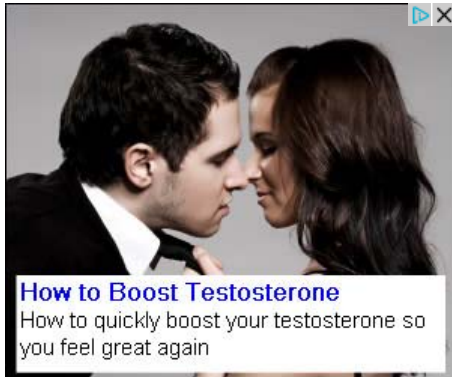 How to Boost Testosterone
How to quickly boost your testosterone so
you feel great again